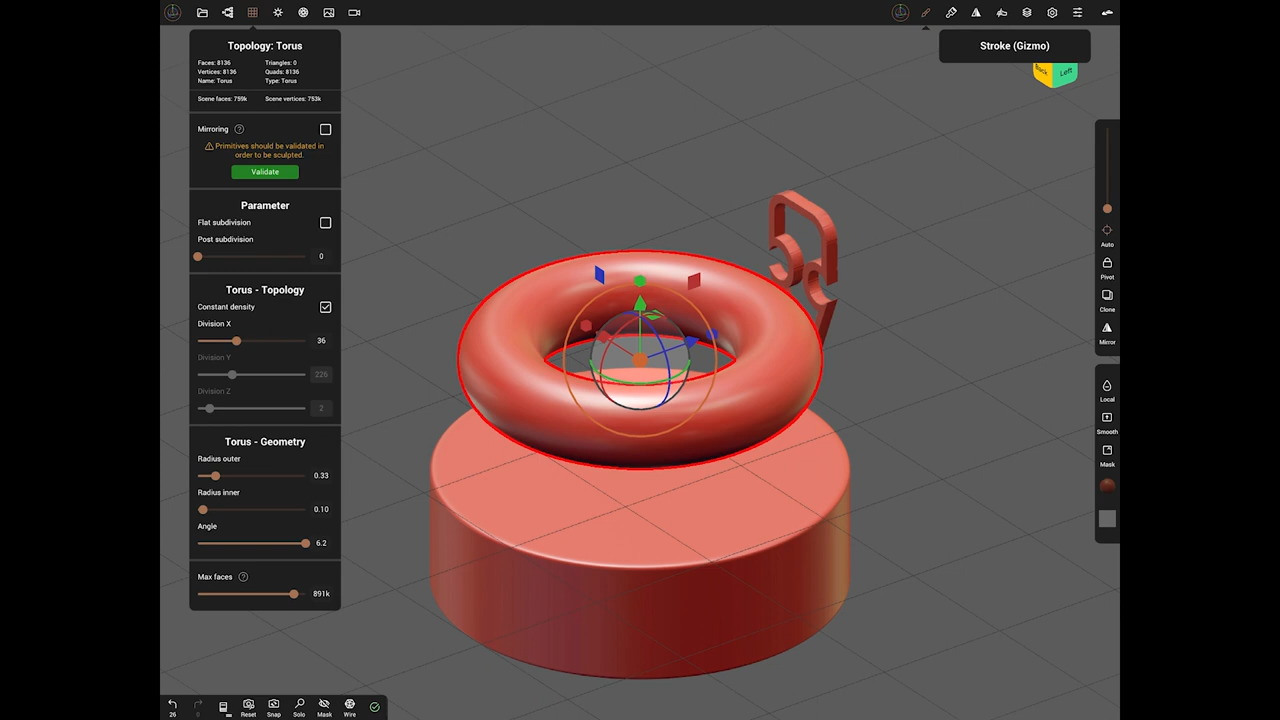 Topology: Torus
Faces: 8136 Triangles: 0
Vertices: 8136 Quads: 8136
Name: Torus Type: Torus
Scene faces: 759k Scene vertices: 753k
Mirroring ?
Primitives should be validated in
order to be sculpted.
Validate
Parameter
Flat subdivision
Post subdivision
0
Torus - Topology
Constant density
Division X
36
Division Y
226
Division Z
2
Torus - Geometry
Radius outer
0.33
Radius inner
0.10
Angle
6.2
Max faces ?
891k
26
0
Reset
Snap
Solo
Mask
Wire
Stroke (Gizmo)
Back
Left
Auto
Pivot
Clone
Mirror
Local
Smooth
Mask